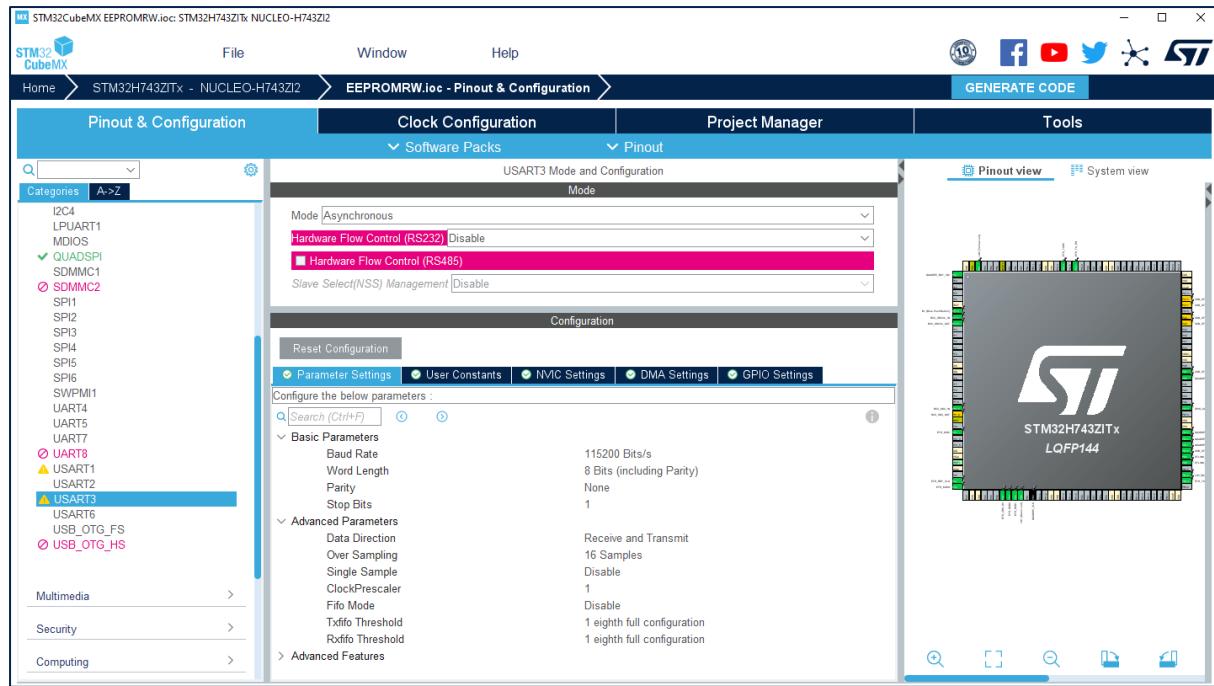 MX STM32CubeMX EEPROMRW.ioc: STM32H743ZITx NUCLEO-H743ZI2
STM32 CubeMX File Window Help 10
Home STM32H743ZITx - NUCLEO-H743ZI2 EEPROMRW.ioc - Pinout & Configuration GENERATE CODE
Pinout & Configuration Clock Configuration Project Manager Tools
Software Packs Pinout
Categories A->Z
I2C4
LPUART1
MDIOS
QUADSPI
SDMMC1
SDMMC2
SPI1
SPI2
SPI3
SPI4
SPI5
SPI6
SWPMI1
UART4
UART5
UART7
UART8
USART1
USART2
USART3
USART6
USB_OTG_FS
USB_OTG_HS
Multimedia
Security
Computing
USART3 Mode and Configuration
Mode
Mode Asynchronous
Hardware Flow Control (RS232) Disable
Hardware Flow Control (RS485)
Slave Select(NSS) Management Disable
Configuration
Reset Configuration
Parameter Settings User Constants NVIC Settings DMA Settings GPIO Settings
Configure the below parameters :
Search (Ctrl+F)
Basic Parameters
Baud Rate 115200 Bits/s
Word Length 8 Bits (including Parity)
Parity None
Stop Bits 1
Advanced Parameters
Data Direction Receive and Transmit
Over Sampling 16 Samples
Single Sample Disable
ClockPrescaler 1
Fifo Mode Disable
Txfifo Threshold 1 eighth full configuration
Rxfifo Threshold 1 eighth full configuration
Advanced Features
Pinout view System view
STM32H743ZITx
LQFP144